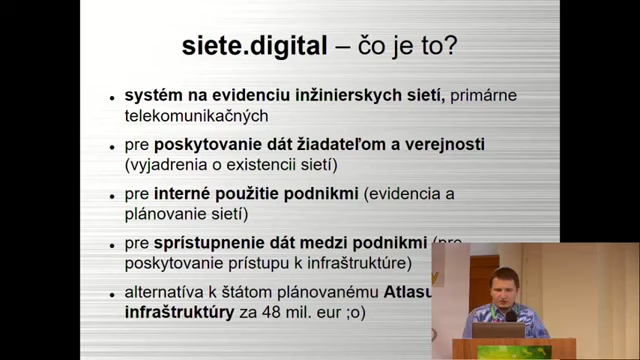 siete.digital – čo je to?
systém na evidenciu inžinierskych sietí, primárne
telekomunikačných
pre poskytovanie dát žiadateľom a verejnosti
(vyjadrenia o existencii sietí)
pre interné použitie podnikmi (evidencia a
plánovanie sietí)
pre sprístupnenie dát medzi podnikmi (pre
poskytovanie prístupu k infraštruktúre)
alternatíva k štátom plánovanému Atlasu
infraštruktúry za 48 mil. eur ;o)